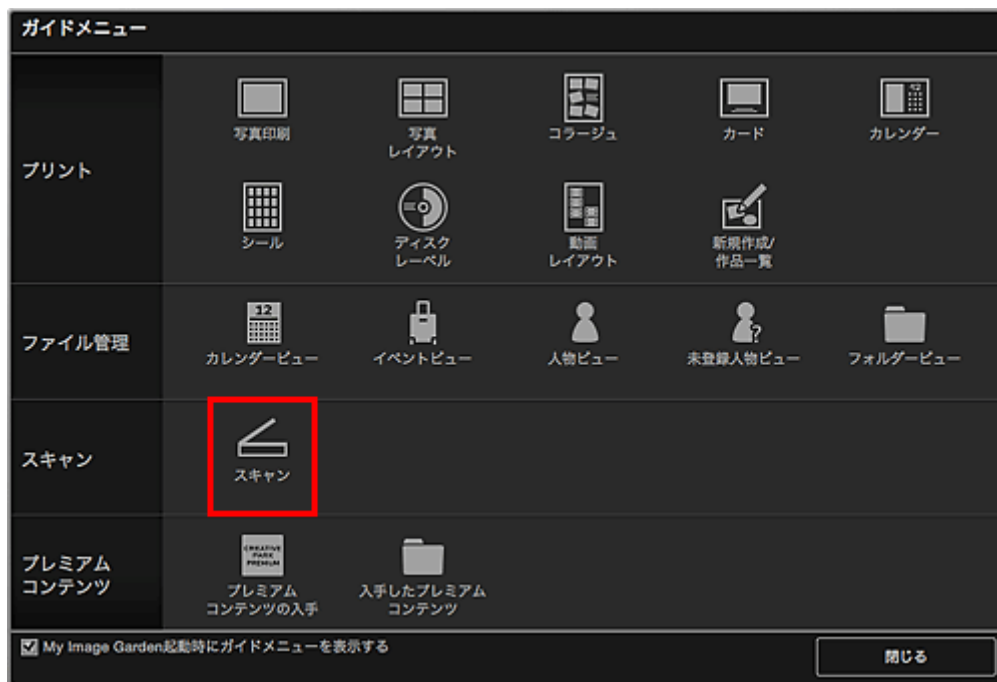 ガイドメニュー
プリント
写真印刷
写真
レイアウト
コラージュ
カード
カレンダー
シール
ディスク
レーベル
動画
レイアウト
新規作成/
作品一覧
ファイル管理
12
カレンダービュー
イベントビュー
人物ビュー
未登録人物ビュー
フォルダービュー
スキャン
スキャン
プレミアム
コンテンツ
CREATIVE
PARK
PREMIUM
プレミアム
コンテンツの入手
入手したプレミアム
コンテンツ
My Image Garden起動時にガイドメニューを表示する
閉じる